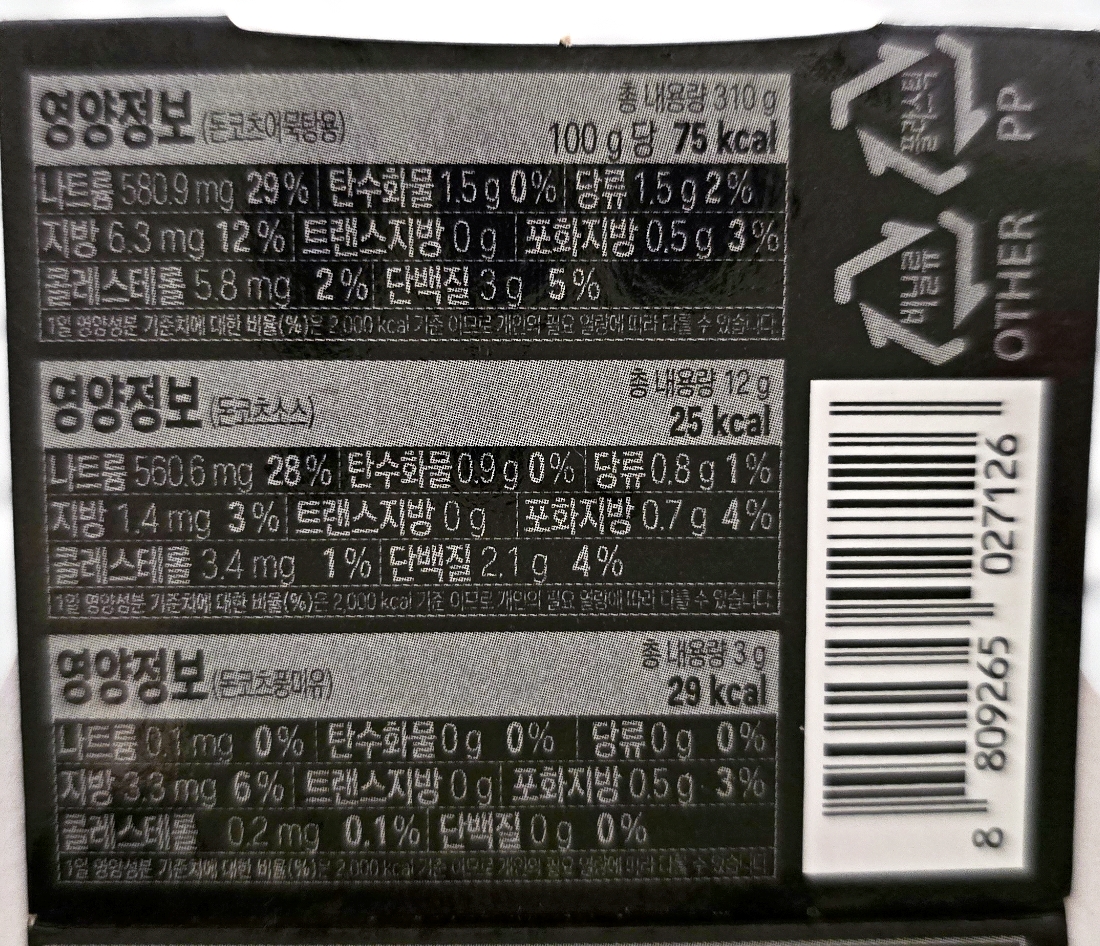 영양정보 (돈코츠어묵탕용) 총 내용량 310 g
100 g당 75 kcal
나트륨 580.9 mg 29% 탄수화물 1.5 g 0% 당류 1.5 g 2%
지방 6.3 mg 12% 트랜스지방 0 g 포화지방 0.5 g 3%
콜레스테롤 5.8 mg 2% 단백질 3 g 5%
1일 영양성분 기준치에 대한 비율(%)은 2,000 kcal 기준 이므로 개인의 필요 열량에 따라 다를 수 있습니다
영양정보 (돈코츠소스) 총 내용량 12 g
25 kcal
나트륨 560.6 mg 28% 탄수화물 0.9 g 0% 당류 0.8 g 1%
지방 1.4 mg 3% 트랜스지방 0 g 포화지방 0.7 g 4%
콜레스테롤 3.4 mg 1% 단백질 2.1 g 4%
1일 영양성분 기준치에 대한 비율(%)은 2,000 kcal 기준 이므로 개인의 필요 열량에 따라 다를 수 있습니다
영양정보 (돈코츠풍미유) 총 내용량 3 g
29 kcal
나트륨 0.1 mg 0% 탄수화물 0 g 0% 당류 0 g 0%
지방 3.3 mg 6% 트랜스지방 0 g 포화지방 0.5 g 3%
콜레스테롤 0.2 mg 0.1% 단백질 0 g 0%
1일 영양성분 기준치에 대한 비율(%)은 2,000 kcal 기준 이므로 개인의 필요 열량에 따라 다를 수 있습니다
플라스틱
PP
비닐류
OTHER
8 809265 027126